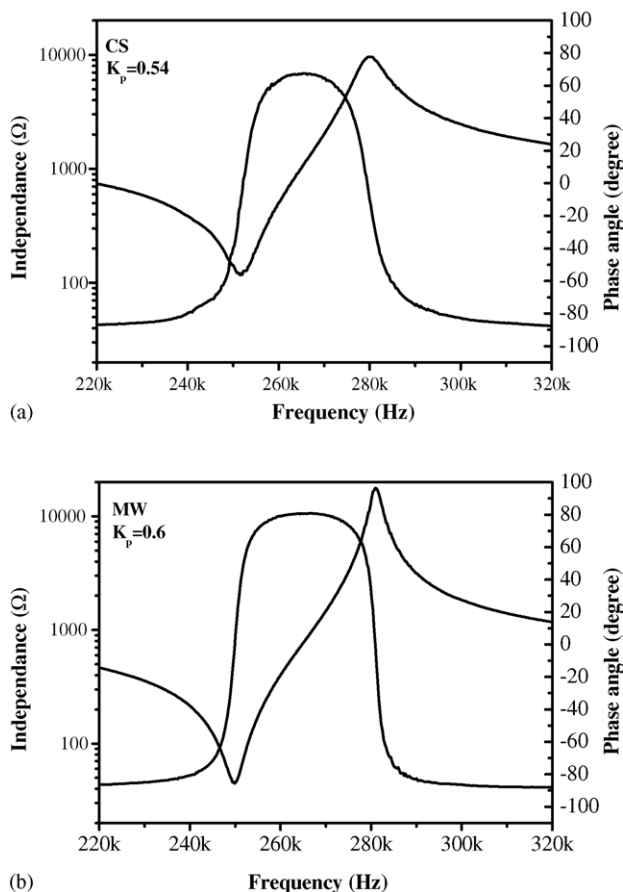 CS
K_p=0.54
10000
1000
100
Independance (Ω)
100
80
60
40
20
0
-20
-40
-60
-80
-100
Phase angle (degree)
220k 240k 260k 280k 300k 320k
(a) Frequency (Hz)
MW
K_p=0.6
10000
1000
100
Independance (Ω)
100
80
60
40
20
0
-20
-40
-60
-80
-100
Phase angle (degree)
220k 240k 260k 280k 300k 320k
(b) Frequency (Hz)